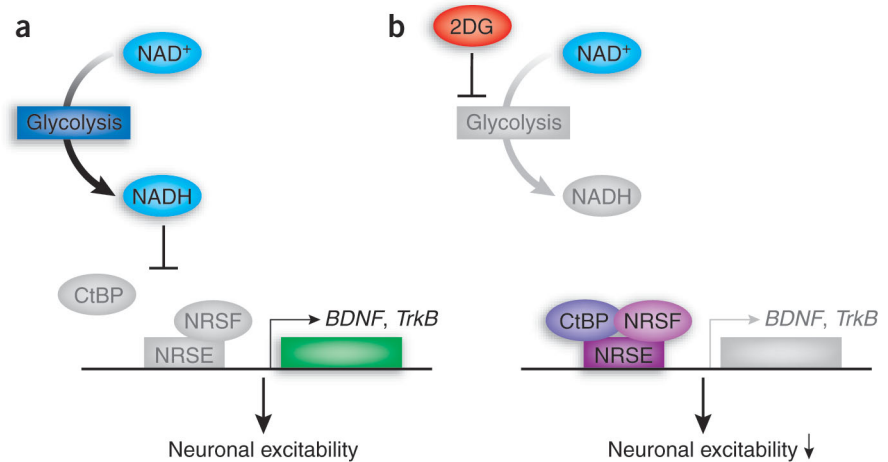 a
NAD+
Glycolysis
NADH
CtBP
NRSF
NRSE
BDNF, TrkB
Neuronal excitability
b
2DG
NAD+
Glycolysis
NADH
CtBP
NRSF
NRSE
BDNF, TrkB
Neuronal excitability ↓